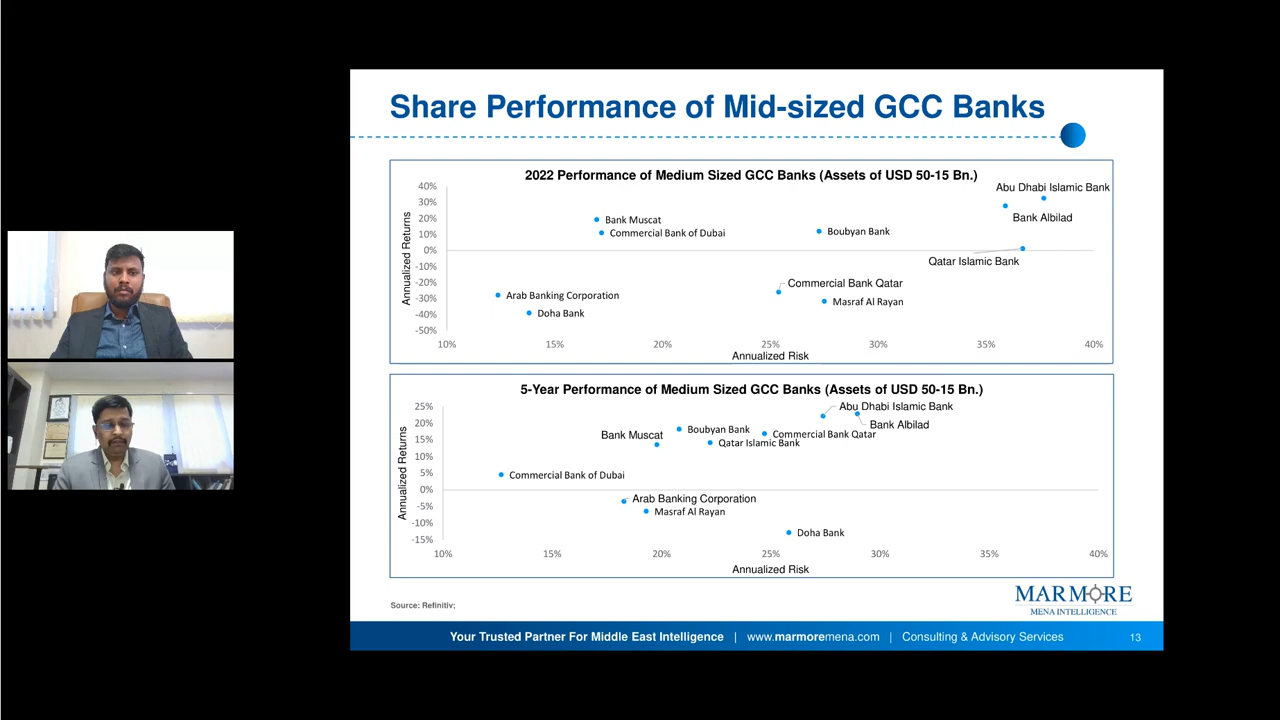 Share Performance of Mid-sized GCC Banks
2022 Performance of Medium Sized GCC Banks (Assets of USD 50-15 Bn.)
Annualized Returns
40%
30%
20%
10%
0%
-10%
-20%
-30%
-40%
-50%
Abu Dhabi Islamic Bank
Bank Albilad
Bank Muscat
Commercial Bank of Dubai
Boubyan Bank
Qatar Islamic Bank
Commercial Bank Qatar
Arab Banking Corporation
Masraf Al Rayan
Doha Bank
10% 15% 20% 25% 30% 35% 40%
Annualized Risk
5-Year Performance of Medium Sized GCC Banks (Assets of USD 50-15 Bn.)
Annualized Returns
25%
20%
15%
10%
5%
0%
-5%
-10%
-15%
Abu Dhabi Islamic Bank
Bank Albilad
Boubyan Bank
Bank Muscat
Commercial Bank Qatar
Qatar Islamic Bank
Commercial Bank of Dubai
Arab Banking Corporation
Masraf Al Rayan
Doha Bank
10% 15% 20% 25% 30% 35% 40%
Annualized Risk
Source: Refinitiv;
MARMORE
MENA INTELLIGENCE
Your Trusted Partner For Middle East Intelligence | www.marmoremena.com | Consulting & Advisory Services 13